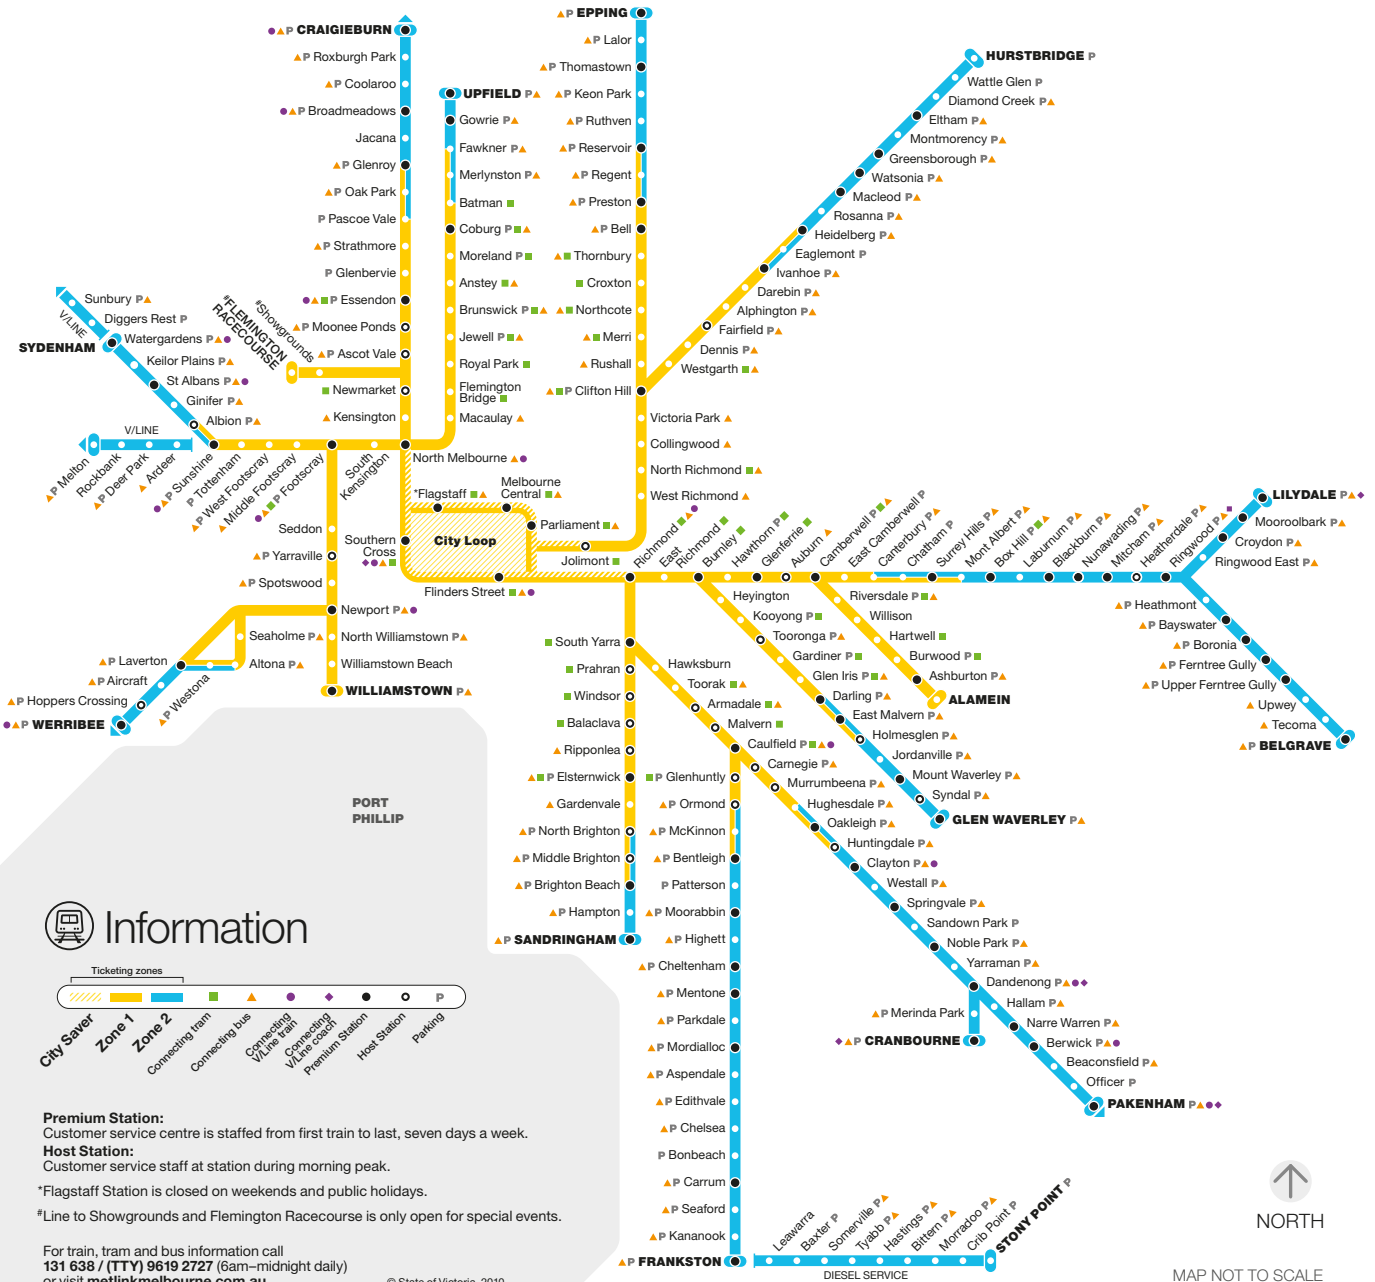 P CRAIGIEBURN
P Roxburgh Park
P Coolaroo
P Broadmeadows
Jacana
P Glenroy
P Oak Park
P Pascoe Vale
P Strathmore
P Glenbervie
P Essendon
P Moonee Ponds
P Ascot Vale
Newmarket
Kensington
#FLEMINGTON
RACECOURSE
#Showgrounds
UPFIELD P
Gowrie P
Fawkner P
Merlynston P
Batman
Coburg P
Moreland P
Anstey
Brunswick P
Jewell P
Royal Park
Flemington
Bridge
Macaulay
North Melbourne
P EPPING
P Lalor
P Thomastown
P Keon Park
P Ruthven
P Reservoir
P Regent
P Preston
P Bell
Thornbury
Croxton
Northcote
Merri
Rushall
P Clifton Hill
Victoria Park
Collingwood
North Richmond
West Richmond
HURSTBRIDGE P
Wattle Glen P
Diamond Creek P
Eltham P
Montmorency P
Greensborough P
Watsonia P
Macleod P
Rosanna P
Heidelberg P
Eaglemont P
Ivanhoe P
Darebin P
Alphington P
Fairfield P
Dennis P
Westgarth
Sunbury P
V/LINE
Diggers Rest P
SYDENHAM
Watergardens P
Keilor Plains P
St Albans P
Ginifer P
Albion P
V/LINE
P Melton
Rockbank
P Deer Park
Ardeer
P Sunshine
P Tottenham
P West Footscray
Middle Footscray
P Footscray
South
Kensington
*Flagstaff
Melbourne
Central
Parliament
City Loop
Jolimont
Southern
Cross
Flinders Street
Seddon
P Yarraville
P Spotswood
Newport P
Seaholme P
North Williamstown P
Altona P
Williamstown Beach
WILLIAMSTOWN P
P Laverton
P Westona
P Aircraft
P Hoppers Crossing
P WERRIBEE
Richmond
East
Richmond
Burnley
Hawthorn P
Glenferrie
Auburn
Camberwell P
East Camberwell P
Canterbury P
Chatham P
Surrey Hills P
Mont Albert P
Box Hill P
Laburnum P
Blackburn P
Nunawading P
Mitcham P
Heatherdale P
Ringwood P
LILYDALE P
Mooroolbark P
Croydon P
Ringwood East P
P Heathmont
P Bayswater
P Boronia
P Ferntree Gully
P Upper Ferntree Gully
Upwey
Tecoma
P BELGRAVE
Riversdale P
Willison
Hartwell
Burwood P
Ashburton P
ALAMEIN
Heyington
Kooyong P
Tooronga P
Gardiner P
Glen Iris P
Darling P
East Malvern P
Holmesglen P
Jordanville P
Mount Waverley P
Syndal P
GLEN WAVERLEY P
South Yarra
Prahran
Windsor
Balaclava
Ripponlea
P Elsternwick
Gardenvale
P North Brighton
P Middle Brighton
P Brighton Beach
P Hampton
P SANDRINGHAM
Hawksburn
Toorak
Armadale
Malvern
Caulfield P
Carnegie P
Murrumbeena P
Hughesdale P
Oakleigh P
Huntingdale P
Clayton P
Westall P
Springvale P
Sandown Park P
Noble Park P
Yarraman P
Dandenong P
Hallam P
Narre Warren P
Berwick P
Beaconsfield P
Officer P
PAKENHAM P
P Merinda Park
P CRANBOURNE
P Glenhuntly
P Ormond
P McKinnon
P Bentleigh
P Patterson
P Moorabbin
P Highett
P Cheltenham
P Mentone
P Parkdale
P Mordialloc
P Aspendale
P Edithvale
P Chelsea
P Bonbeach
P Carrum
P Seaford
P Kananook
P FRANKSTON
Leawarra
Baxter P
Somerville P
Tyabb P
Hastings P
Bittern P
Morradoo P
Crib Point P
STONY POINT P
DIESEL SERVICE
PORT
PHILLIP
Information
Ticketing zones
P
City Saver
Zone 1
Zone 2
Connecting tram
Connecting bus
Connecting
V/Line train
Connecting
V/Line coach
Premium Station
Host Station
Parking
Premium Station:
Customer service centre is staffed from first train to last, seven days a week.
Host Station:
Customer service staff at station during morning peak.
*Flagstaff Station is closed on weekends and public holidays.
#Line to Showgrounds and Flemington Racecourse is only open for special events.
For train, tram and bus information call
131 638 / (TTY) 9619 2727 (6am–midnight daily)
or visit metlinkmelbourne.com.au
© State of Victoria, 2010
NORTH
MAP NOT TO SCALE